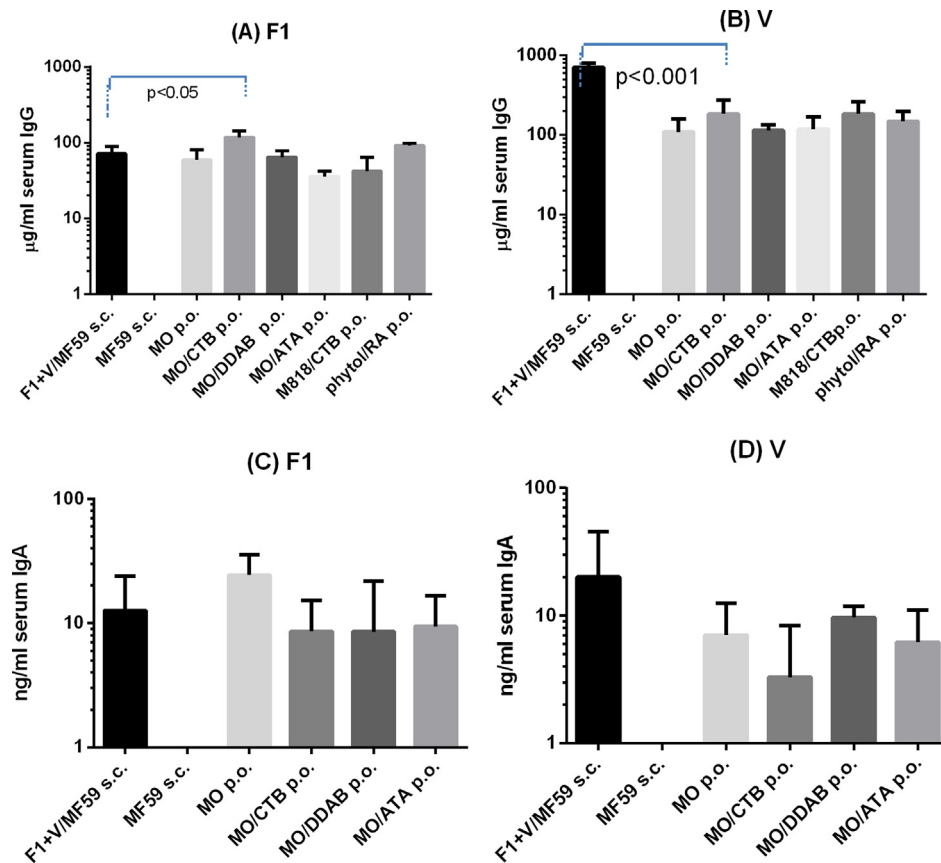 (A) F1
1000
100
10
1
μg/ml serum IgG
p<0.05
F1+V/MF59 s.c.
MF59 s.c.
MO p.o.
MO/CTB p.o.
MO/DDAB p.o.
MO/ATA p.o.
M818/CTB p.o.
phytol/RA p.o.
(B) V
1000
100
10
1
μg/ml serum IgG
p<0.001
F1+V/MF59 s.c.
MF59 s.c.
MO p.o.
MO/CTB p.o.
MO/DDAB p.o.
MO/ATA p.o.
M818/CTBp.o.
phytol/RA p.o.
(C) F1
100
10
1
ng/ml serum IgA
F1+V/MF59 s.c.
MF59 s.c.
MO p.o.
MO/CTB p.o.
MO/DDAB p.o.
MO/ATA p.o.
(D) V
100
10
1
ng/ml serum IgA
F1+V/MF59 s.c.
MF59 s.c.
MO p.o.
MO/CTB p.o.
MO/DDAB p.o.
MO/ATA p.o.